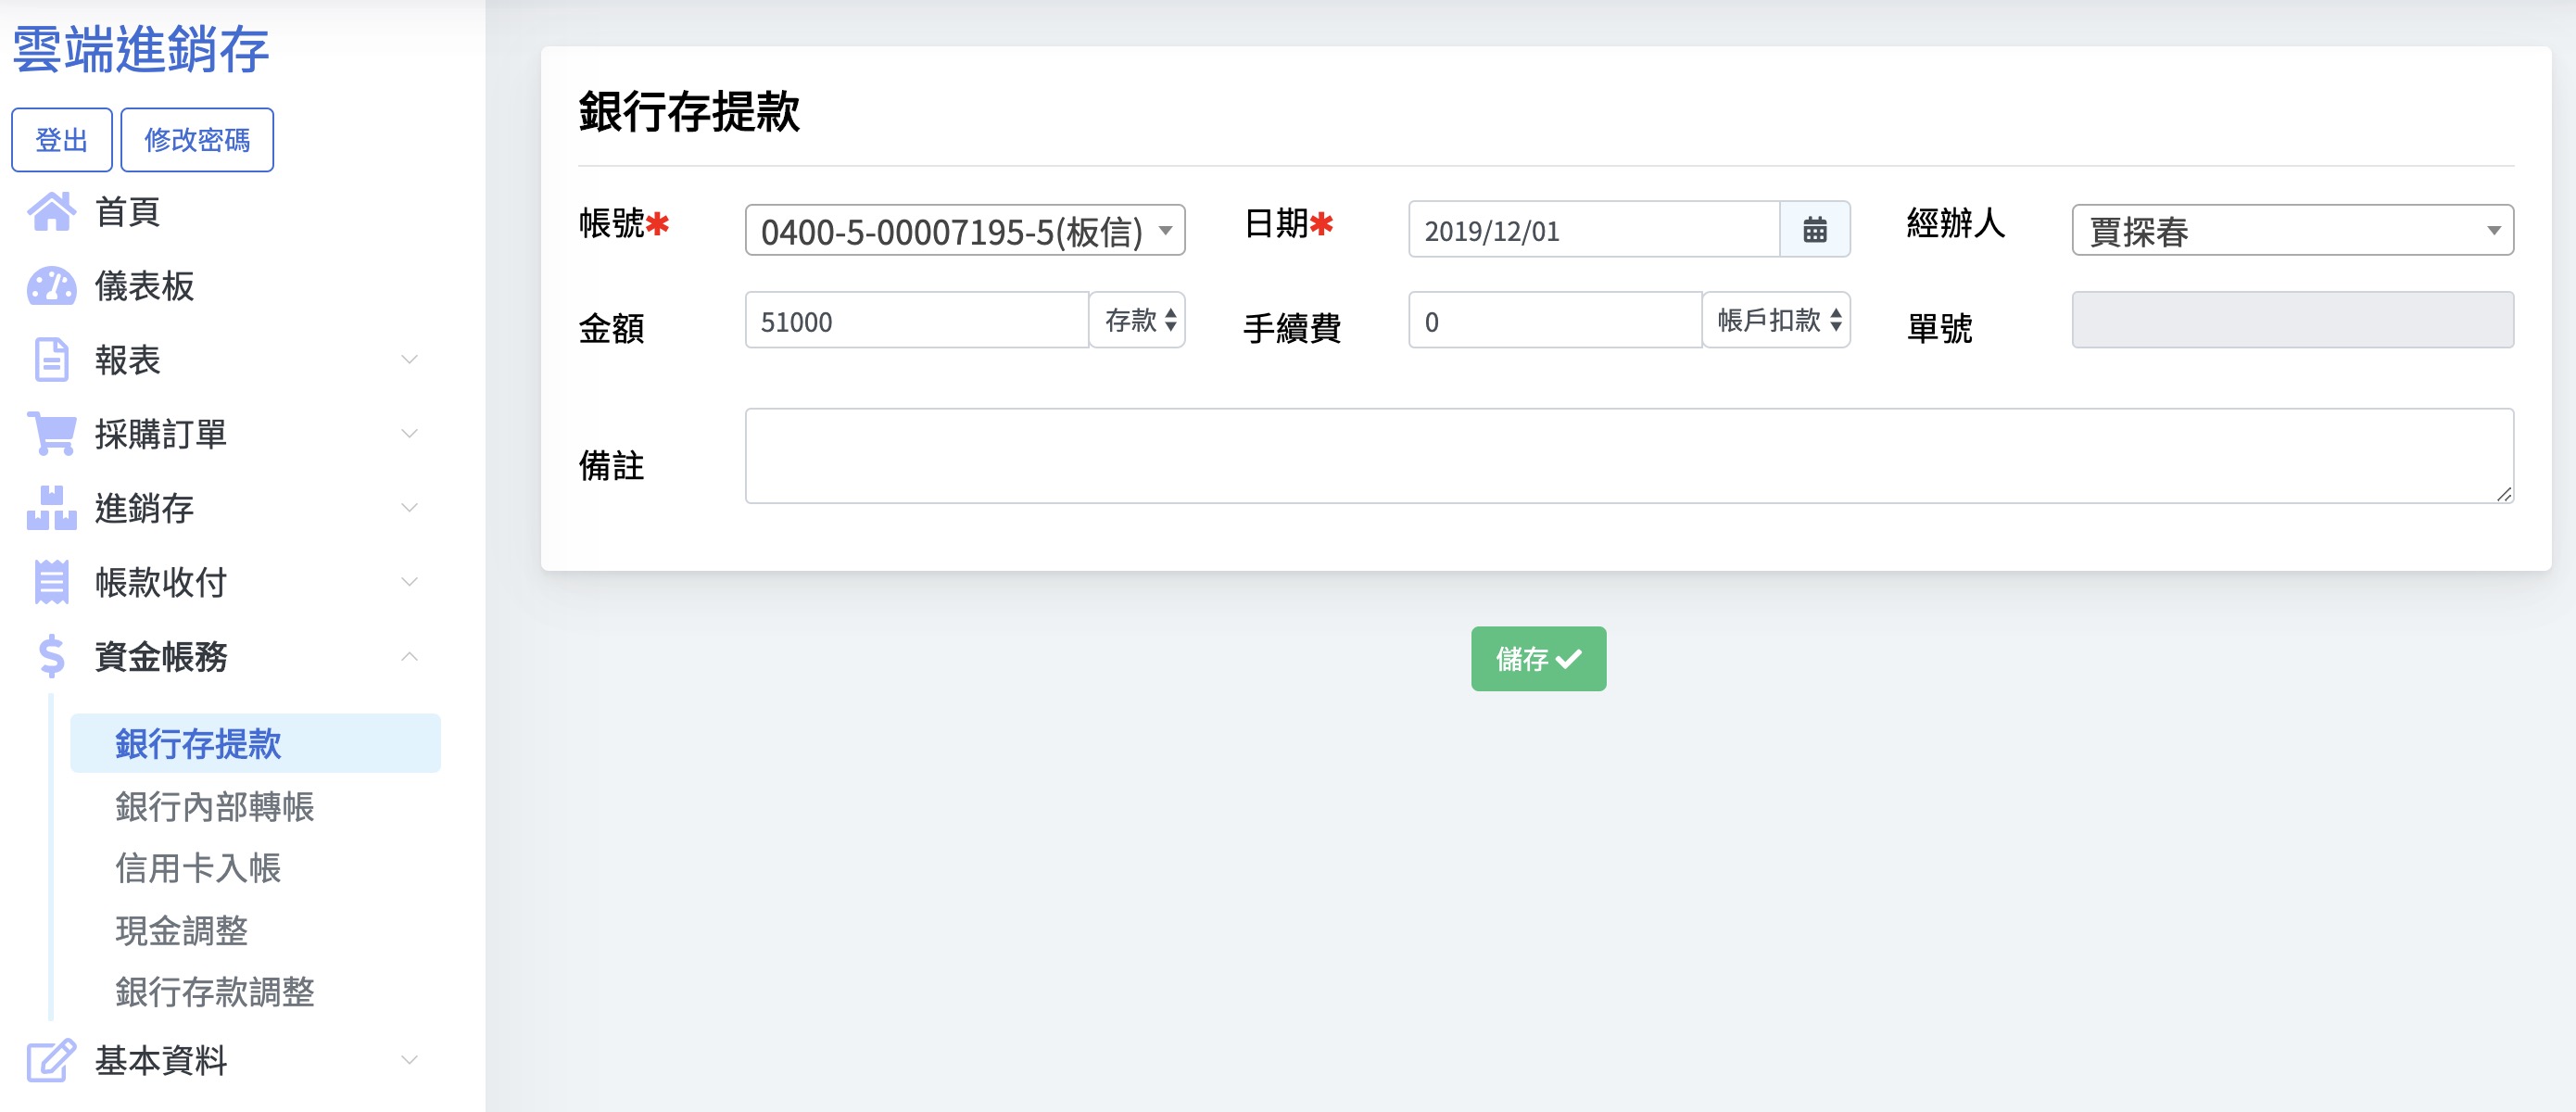 雲端進銷存
登出 修改密碼
首頁
儀表板
報表
採購訂單
進銷存
帳款收付
資金帳務
銀行存提款
銀行內部轉帳
信用卡入帳
現金調整
銀行存款調整
基本資料
銀行存提款
帳號✱ 0400-5-00007195-5(板信) 日期✱ 2019/12/01 經辦人 賈探春
金額 51000 存款 手續費 0 帳戶扣款 單號
備註
儲存